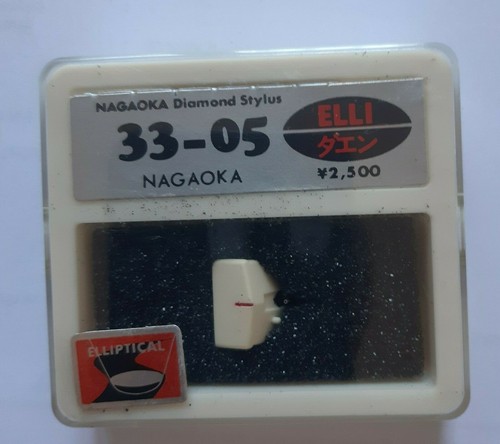 NAGAOKA Diamond Stylus
33-05
NAGAOKA
ELLI
ダエン
¥2,500
ELLIPTICAL